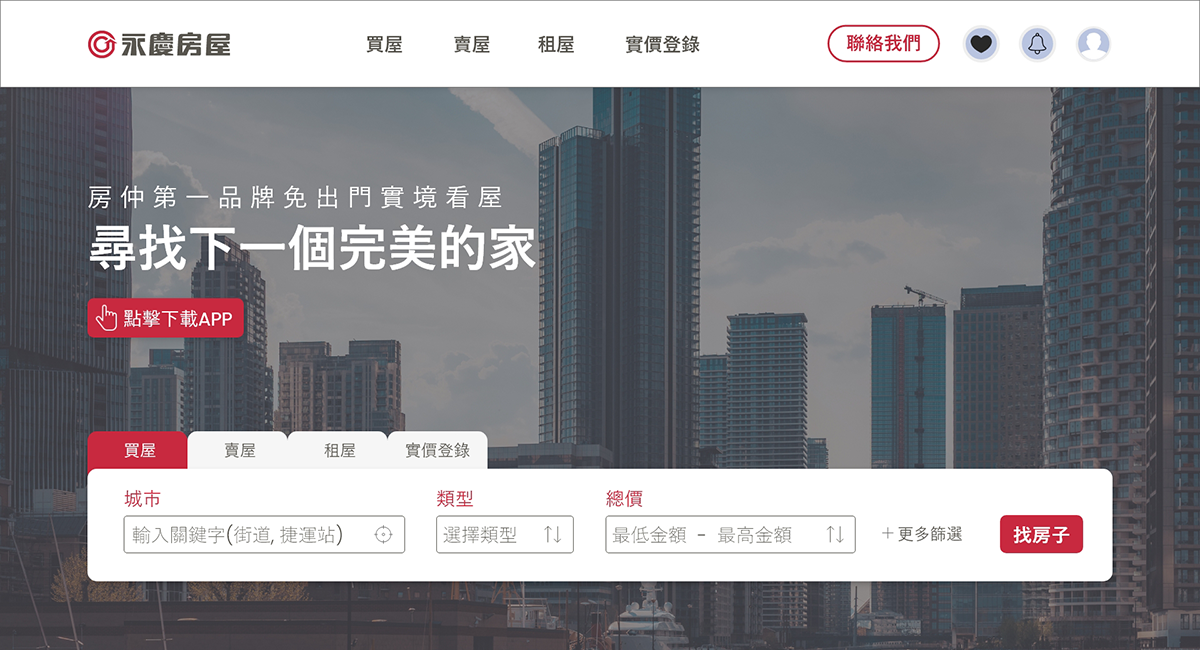 永慶房屋 買屋 賣屋 租屋 實價登錄 聯絡我們
房仲第一品牌免出門實境看屋
尋找下一個完美的家
點擊下載APP
買屋 賣屋 租屋 實價登錄
城市 類型 總價
輸入關鍵字(街道, 捷運站) 選擇類型 最低金額 - 最高金額 +更多篩選 找房子